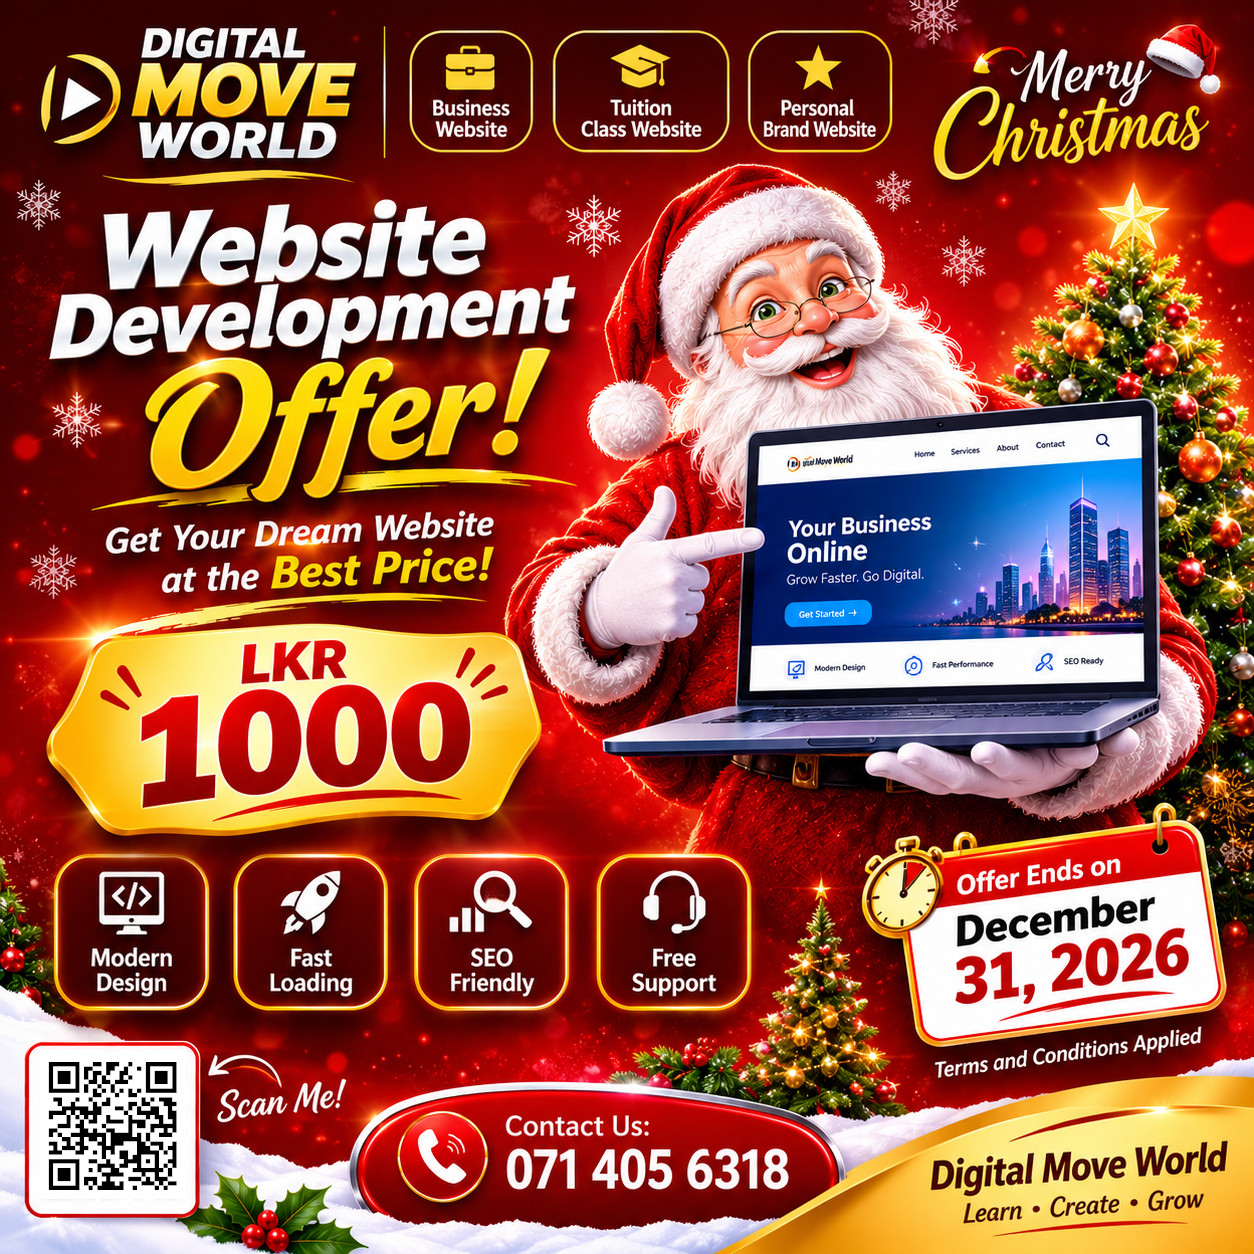 DIGITAL
MOVE
WORLD
Business
Website
Tuition
Class Website
Personal
Brand Website
Merry
Christmas
Website
Development
Offer!
Get Your Dream Website
at the Best Price!
LKR
1000
Move World
Home
Services
About
Contact
Your Business
Online
Grow Faster. Go Digital.
Get Started →
Modern Design
Fast Performance
SEO Ready
Modern
Design
Fast
Loading
SEO
Friendly
Free
Support
Offer Ends on
December
31, 2026
Terms and Conditions Applied
Scan Me!
Contact Us:
071 405 6318
Digital Move World
Learn • Create • Grow